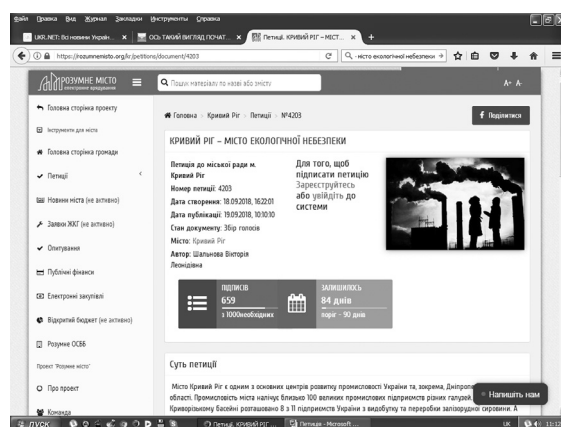 Файл Правка Вид Журнал Закладки Инструменты Справка
UKR.NET: Всі новини Україн...
ОСЬ ТАКИЙ ВИГЛЯД ПОЧАТ...
Петиції. КРИВИЙ РІГ – МІСТ...
https://rozumnemisto.org/kr/petitions/document/4203
місто екологічної небезпеки
РОЗУМНЕ МІСТО
електронне врядування
Пошук матеріалу по назві або змісту
A+ A-
Головна сторінка проекту
Інструменти для міста
Головна сторінка громади
Петиції
Новини міста (не активно)
Заявки ЖКГ (не активно)
Опитування
Публічні фінанси
Електронні закупівлі
Відкритий бюджет (не активно)
Розумне ОСББ
Проект "Розумне місто"
Про проект
Команда
Головна Кривий Ріг Петиції №4203
Поділитися
КРИВИЙ РІГ – МІСТО ЕКОЛОГІЧНОЇ НЕБЕЗПЕКИ
Петиція до міської ради м.
Кривий Ріг
Номер петиції: 4203
Дата створення: 18.09.2018, 16:22:01
Дата публікації: 19.09.2018, 10:10:10
Стан документу: Збір голосів
Місто: Кривий Ріг
Автор: Шальнова Вікторія
Леонідівна
Для того, щоб
підписати петицію
Зареєструйтесь
або увійдіть до
системи
ПІДПИСІВ
659
з 1000необхідних
ЗАЛИШИЛОСЬ
84 днів
поріг - 90 днів
Суть петиції
Місто Кривий Ріг є одним з основних центрів розвитку промисловості України та, зокрема, Дніпропе
області. Промисловість міста налічує близько 100 великих промислових підприємств різних галузей.
Криворізькому басейні розташовано 8 з 11 підприємств України з видобутку та переробки залізорудної сировини. А
Напишіть нам
ПУСК
Петиції. КРИВИЙ РІГ ...
Петиция - Microsoft ...
UK
11:12